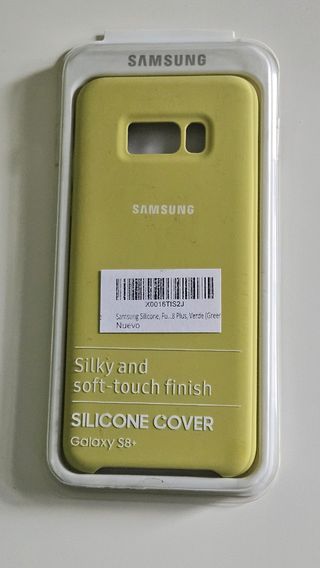 SAMSUNG
SAMSUNG
X0016TIS2J
Samsung Silicone, Fu...8 Plus, Verde (Green
Nuevo
Silky and
soft-touch finish
SILICONE COVER
Galaxy S8+